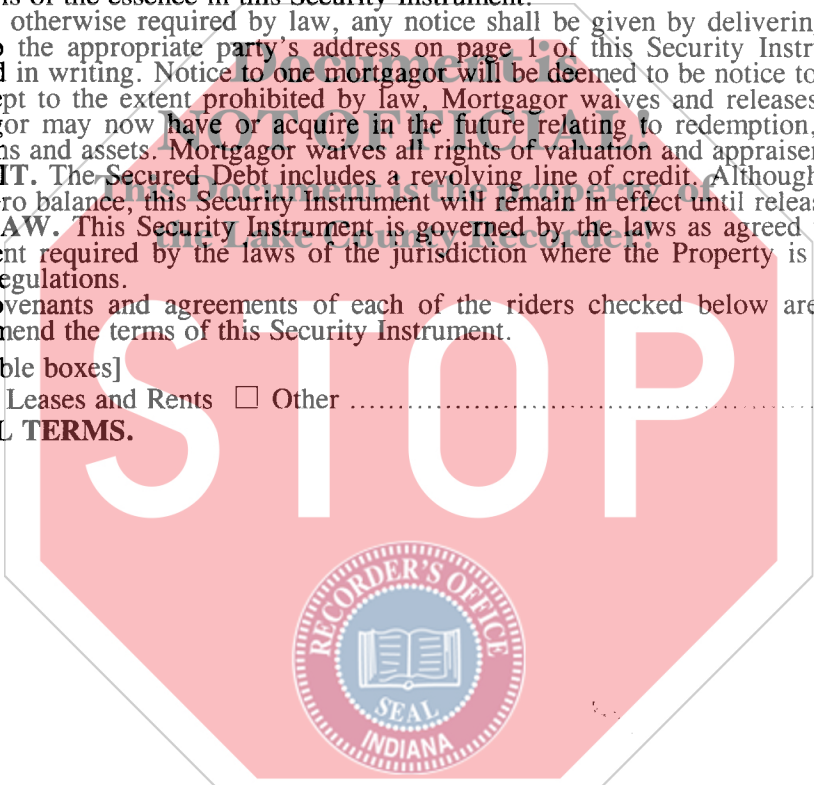 s of the essence in this Security Instrument.
otherwise required by law, any notice shall be given by delivering
the appropriate party's address on page 1 of this Security Instr
d in writing. Notice to one mortgagor will be deemed to be notice to
Document is
ept to the extent prohibited by law, Mortgagor waives and releases
gor may now have or acquire in the future relating to redemption,
NOT OFFICIAL!
ns and assets. Mortgagor waives all rights of valuation and appraisem
IT. The Secured Debt includes a revolving line of credit. Although
This Document is the property of
ro balance, this Security Instrument will remain in effect until releas
AW. This Security Instrument is governed by the laws as agreed
the Lake County Recorder!
ent required by the laws of the jurisdiction where the Property is
egulations.
ovenants and agreements of each of the riders checked below are
mend the terms of this Security Instrument.
ble boxes]
Leases and Rents ☐ Other
L TERMS.
STOP
RECORDER'S OFFICE
SEAL
INDIANA